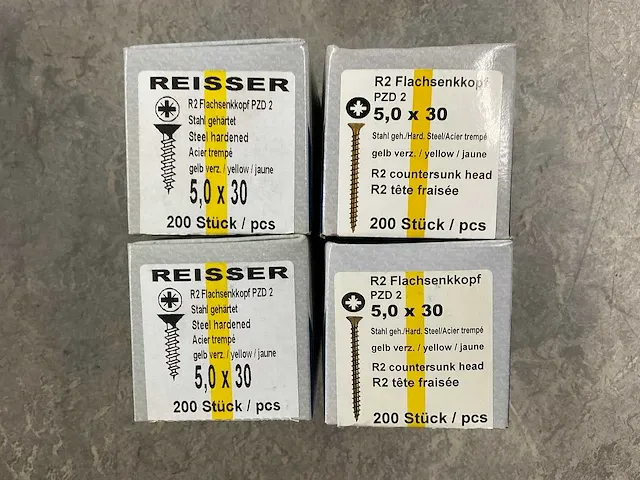 REISSER
R2 Flachsenkkopf PZD 2
Stahl gehärtet
Steel hardened
Acier trempé
gelb verz. / yellow / jaune
5,0 x 30
200 Stück / pcs
R2 Flachsenkkopf
PZD 2
5,0 x 30
Stahl geh./Hard. Steel/Acier trempé
gelb verz. / yellow / jaune
R2 countersunk head
R2 tête fraisée
200 Stück / pcs
REISSER
R2 Flachsenkkopf PZD 2
Stahl gehärtet
Steel hardened
Acier trempé
gelb verz. / yellow / jaune
5,0 x 30
200 Stück / pcs
R2 Flachsenkkopf
PZD 2
5,0 x 30
Stahl geh./Hard. Steel/Acier trempé
gelb verz. / yellow / jaune
R2 countersunk head
R2 tête fraisée
200 Stück / pcs